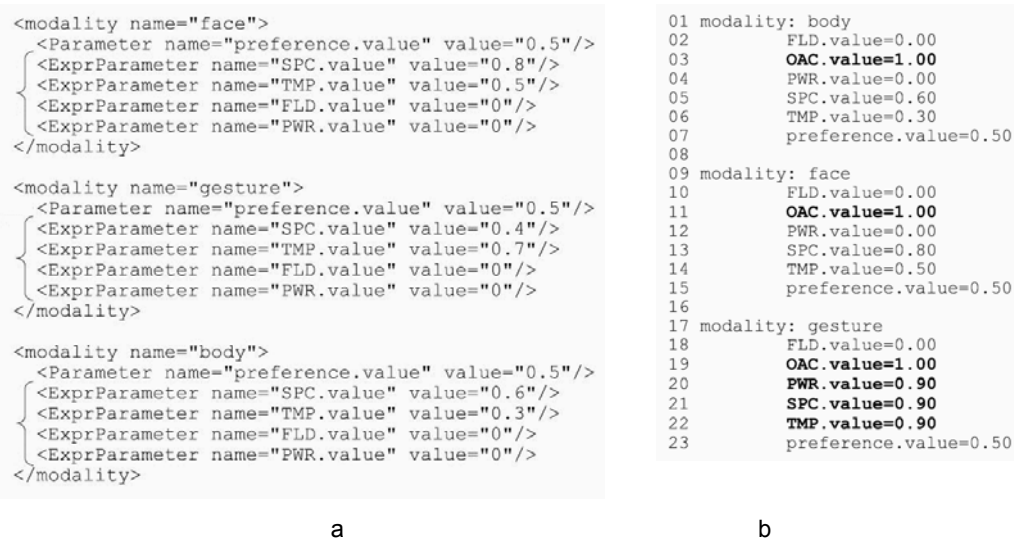 <modality name="face">
<Parameter name="preference.value" value="0.5"/>
<ExprParameter name="SPC.value" value="0.8"/>
<ExprParameter name="TMP.value" value="0.5"/>
<ExprParameter name="FLD.value" value="0"/>
<ExprParameter name="PWR.value" value="0"/>
</modality>
<modality name="gesture">
<Parameter name="preference.value" value="0.5"/>
<ExprParameter name="SPC.value" value="0.4"/>
<ExprParameter name="TMP.value" value="0.7"/>
<ExprParameter name="FLD.value" value="0"/>
<ExprParameter name="PWR.value" value="0"/>
</modality>
<modality name="body">
<Parameter name="preference.value" value="0.5"/>
<ExprParameter name="SPC.value" value="0.6"/>
<ExprParameter name="TMP.value" value="0.3"/>
<ExprParameter name="FLD.value" value="0"/>
<ExprParameter name="PWR.value" value="0"/>
</modality>
a
01 modality: body
02 FLD.value=0.00
03 OAC.value=1.00
04 PWR.value=0.00
05 SPC.value=0.60
06 TMP.value=0.30
07 preference.value=0.50
08
09 modality: face
10 FLD.value=0.00
11 OAC.value=1.00
12 PWR.value=0.00
13 SPC.value=0.80
14 TMP.value=0.50
15 preference.value=0.50
16
17 modality: gesture
18 FLD.value=0.00
19 OAC.value=1.00
20 PWR.value=0.90
21 SPC.value=0.90
22 TMP.value=0.90
23 preference.value=0.50
b